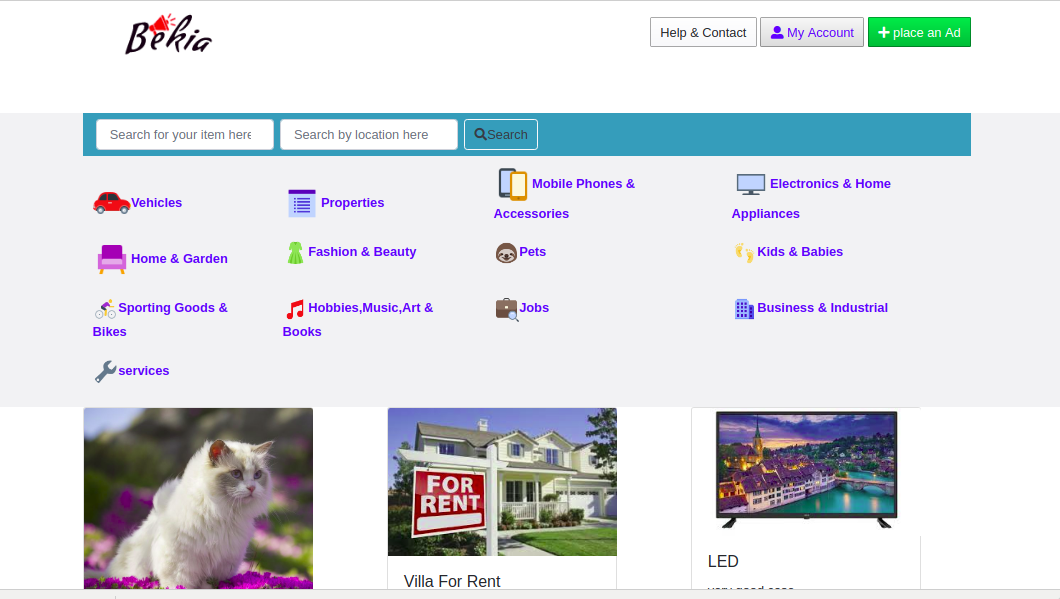 Bekia
Help & Contact
My Account
place an Ad
Search for your item here
Search by location here
Search
Vehicles
Properties
Mobile Phones &
Accessories
Electronics & Home
Appliances
Home & Garden
Fashion & Beauty
Pets
Kids & Babies
Sporting Goods &
Bikes
Hobbies,Music,Art &
Books
Jobs
Business & Industrial
services
FOR
RENT
Villa For Rent
LED